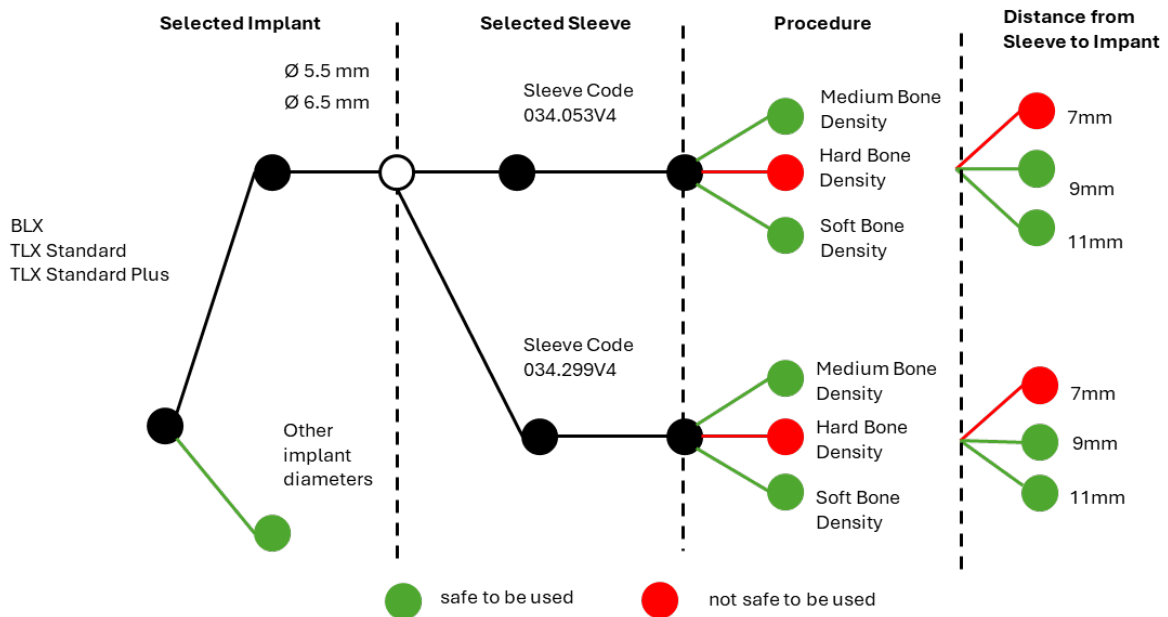 Selected Implant
Selected Sleeve
Procedure
Distance from
Sleeve to Impant
Ø 5.5 mm
Ø 6.5 mm
Sleeve Code
034.053V4
Medium Bone
Density
Hard Bone
Density
Soft Bone
Density
7mm
9mm
11mm
BLX
TLX Standard
TLX Standard Plus
Sleeve Code
034.299V4
Medium Bone
Density
Hard Bone
Density
Soft Bone
Density
7mm
9mm
11mm
Other
implant
diameters
safe to be used
not safe to be used